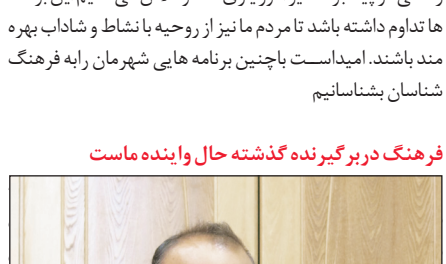 ها تداوم داشته باشد تا مردم ما نیز از روحیه با نشاط و شاداب بهره
مند باشند. امیداست باچنین برنامه هایی شهرمان رابه فرهنگ
شناسان بشناسانیم
فرهنگ دربرگیرنده گذشته حال واینده ماست